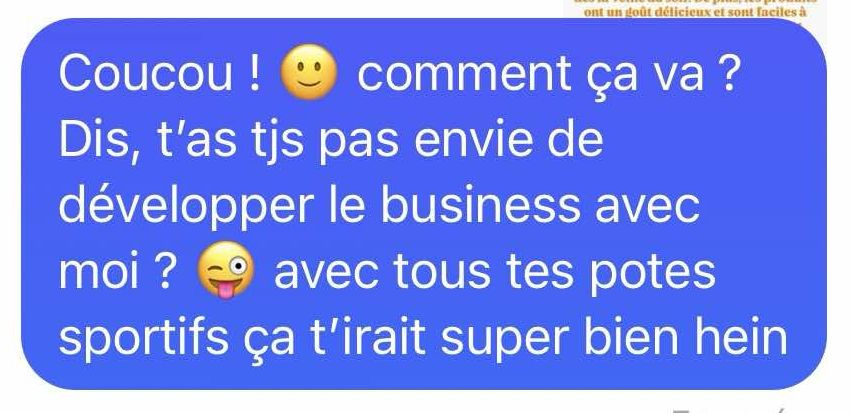 ont un goût délicieux et sont faciles à
Coucou ! 🙂 comment ça va ?
Dis, t’as tjs pas envie de
développer le business avec
moi ? 😜 avec tous tes potes
sportifs ça t’irait super bien hein